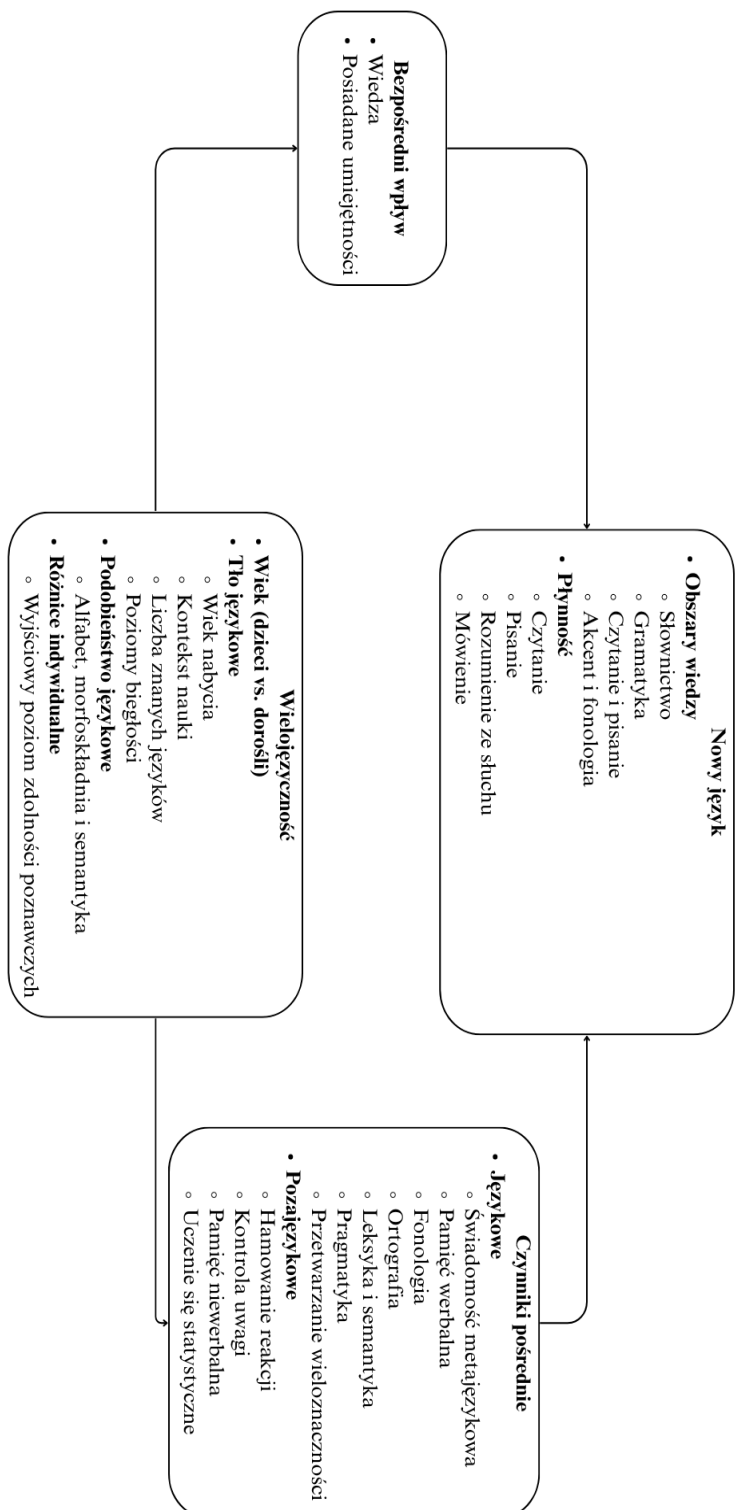 Nowy język
• Obszary wiedzy
◦ Słownictwo
◦ Gramatyka
◦ Czytanie i pisanie
◦ Akcent i fonologia
• Płynność
◦ Czytanie
◦ Pisanie
◦ Rozumienie ze słuchu
◦ Mówienie
Bezpośredni wpływ
• Wiedza
• Posiadane umiejętności
Czynniki pośrednie
• Językowe
◦ Świadomość metajęzykowa
◦ Pamięć werbalna
◦ Fonologia
◦ Ortografia
◦ Leksyka i semantyka
◦ Pragmatyka
◦ Przetwarzanie wieloznaczności
• Pozajęzykowe
◦ Hamowanie reakcji
◦ Kontrola uwagi
◦ Pamięć niewerbalna
◦ Uczenie się statystyczne
Wielojęzyczność
• Wiek (dzieci vs. dorośli)
• Tło językowe
◦ Wiek nabycia
◦ Kontekst nauki
◦ Liczba znanych języków
◦ Poziomy biegłości
• Podobieństwo językowe
◦ Alfabet, morfoskładnia i semantyka
• Różnice indywidualne
◦ Wyjściowy poziom zdolności poznawczych